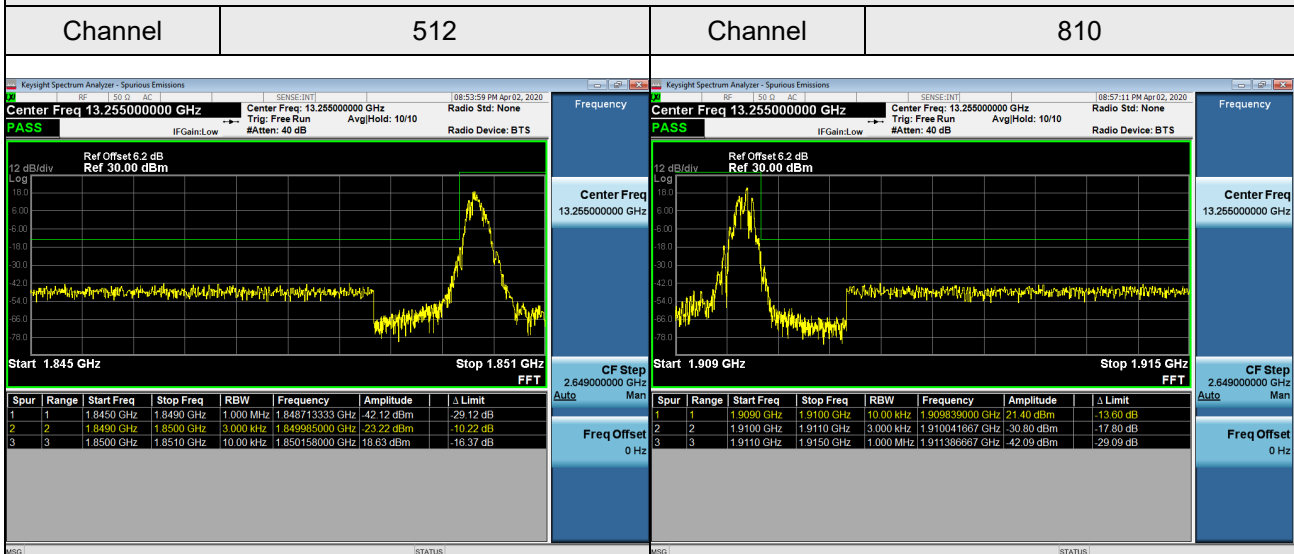 Channel 512 Channel 810
Keysight Spectrum Analyzer - Spurious Emissions
RF 50 Ω AC SENSE:INT 08:53:59 PM Apr 02, 2020
Center Freq 13.255000000 GHz
Center Freq: 13.255000000 GHz
Radio Std: None
Trig: Free Run Avg|Hold: 10/10
PASS
IFGain:Low
#Atten: 40 dB
Radio Device: BTS
Ref Offset 6.2 dB
12 dB/div Ref 30.00 dBm
Log
18.0
6.00
-6.00
-18.0
-30.0
-42.0
-54.0
-66.0
-78.0
Start 1.845 GHz Stop 1.851 GHz
FFT
Spur Range Start Freq Stop Freq RBW Frequency Amplitude Δ Limit
1 1 1.8450 GHz 1.8490 GHz 1.000 MHz 1.848713333 GHz -42.12 dBm -29.12 dB
2 2 1.8490 GHz 1.8500 GHz 3.000 kHz 1.849985000 GHz -23.22 dBm -10.22 dB
3 3 1.8500 GHz 1.8510 GHz 10.00 kHz 1.850158000 GHz 18.63 dBm -16.37 dB
Frequency
Center Freq
13.255000000 GHz
CF Step
2.649000000 GHz
Auto Man
Freq Offset
0 Hz
MSG STATUS
Keysight Spectrum Analyzer - Spurious Emissions
RF 50 Ω AC SENSE:INT 08:57:11 PM Apr 02, 2020
Center Freq 13.255000000 GHz
Center Freq: 13.255000000 GHz
Radio Std: None
Trig: Free Run Avg|Hold: 10/10
PASS
IFGain:Low
#Atten: 40 dB
Radio Device: BTS
Ref Offset 6.2 dB
12 dB/div Ref 30.00 dBm
Log
18.0
6.00
-6.00
-18.0
-30.0
-42.0
-54.0
-66.0
-78.0
Start 1.909 GHz Stop 1.915 GHz
FFT
Spur Range Start Freq Stop Freq RBW Frequency Amplitude Δ Limit
1 1 1.9090 GHz 1.9100 GHz 10.00 kHz 1.909839000 GHz 21.40 dBm -13.60 dB
2 2 1.9100 GHz 1.9110 GHz 3.000 kHz 1.910041667 GHz -30.80 dBm -17.80 dB
3 3 1.9110 GHz 1.9150 GHz 1.000 MHz 1.911386667 GHz -42.09 dBm -29.09 dB
Frequency
Center Freq
13.255000000 GHz
CF Step
2.649000000 GHz
Auto Man
Freq Offset
0 Hz
MSG STATUS